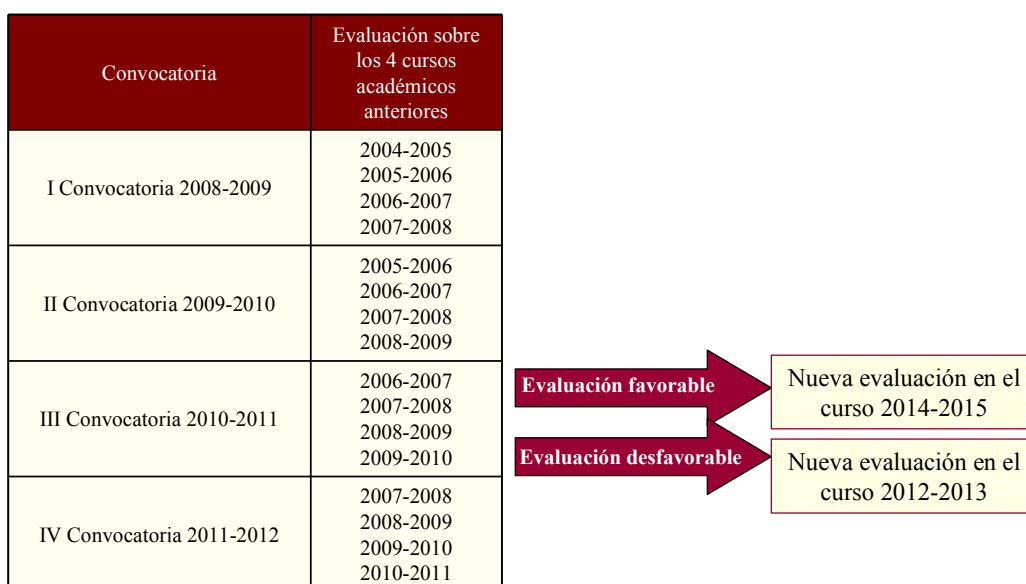 Convocatoria
Evaluación sobre
los 4 cursos
académicos
anteriores
I Convocatoria 2008-2009
2004-2005
2005-2006
2006-2007
2007-2008
II Convocatoria 2009-2010
2005-2006
2006-2007
2007-2008
2008-2009
III Convocatoria 2010-2011
2006-2007
2007-2008
2008-2009
2009-2010
Evaluación favorable
Nueva evaluación en el
curso 2014-2015
Evaluación desfavorable
Nueva evaluación en el
curso 2012-2013
IV Convocatoria 2011-2012
2007-2008
2008-2009
2009-2010
2010-2011